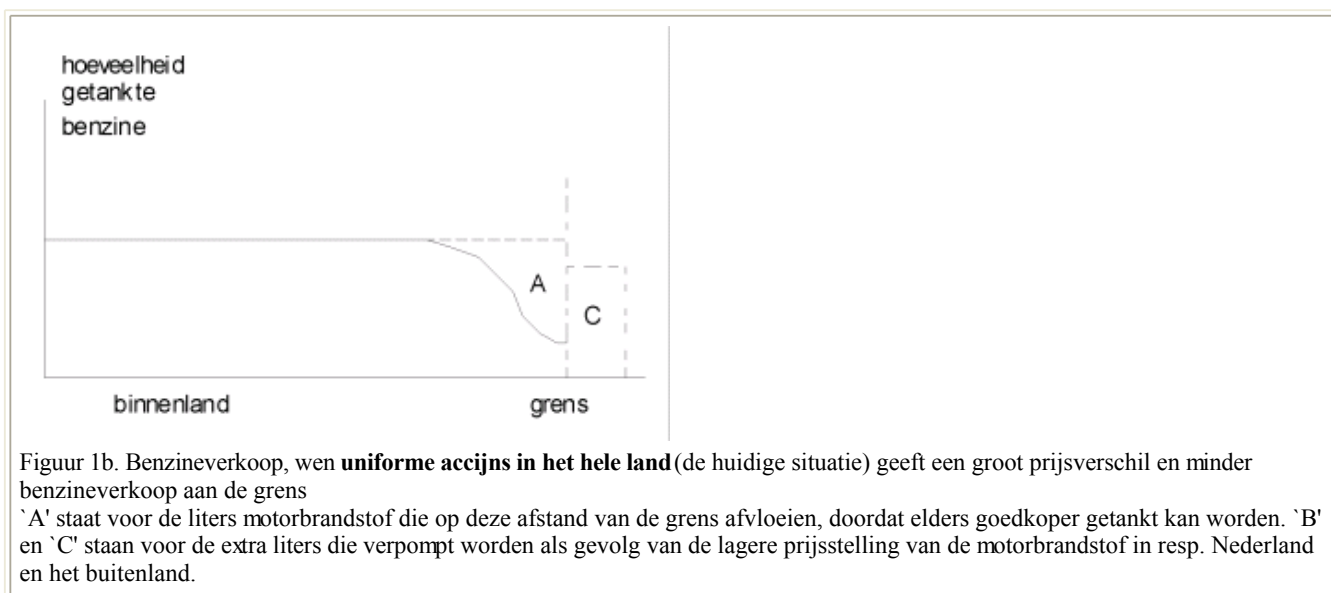 hoeveelheid
getankte
benzine
A
C
binnenland
grens
Figuur 1b. Benzineverkoop, wen uniforme accijns in het hele land (de huidige situatie) geeft een groot prijsverschil en minder
benzineverkoop aan de grens
`A' staat voor de liters motorbrandstof die op deze afstand van de grens afvloeien, doordat elders goedkoper getankt kan worden. `B'
en `C' staan voor de extra liters die verpompt worden als gevolg van de lagere prijsstelling van de motorbrandstof in resp. Nederland
en het buitenland.